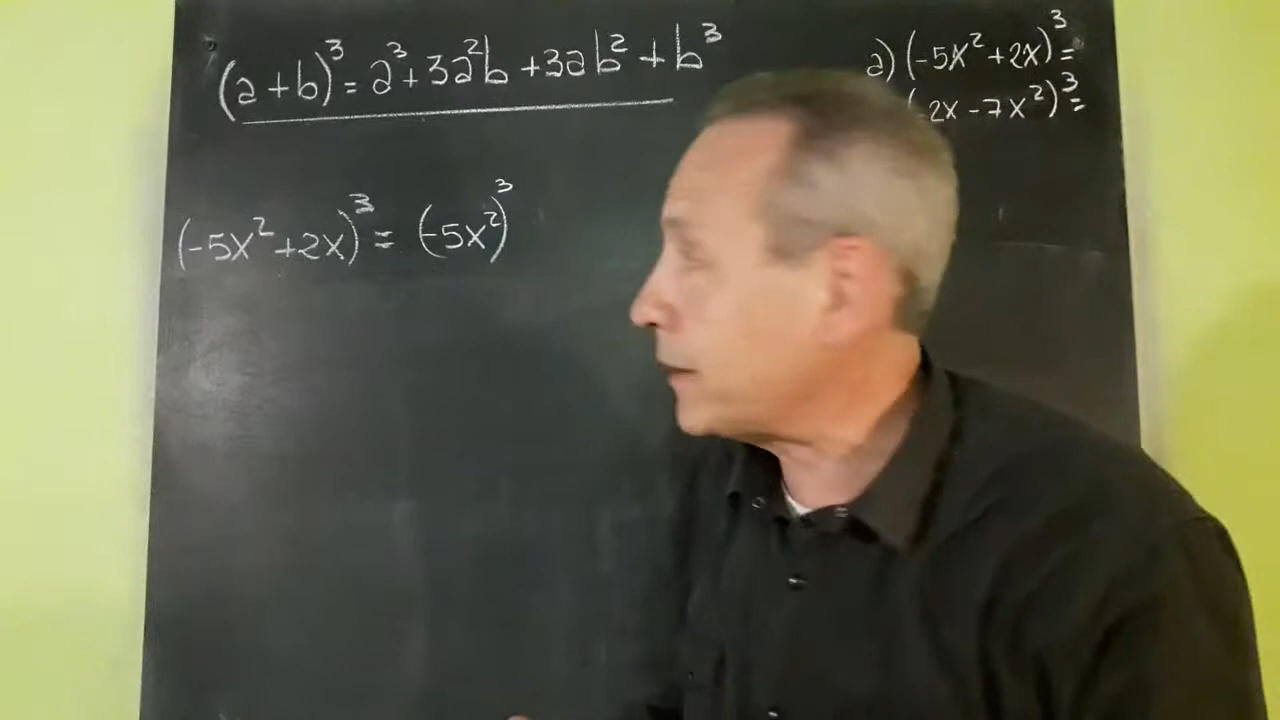 (a+b)³ = a³+3a²b+3ab²+b³
a) (-5x²+2x)³=
(2x-7x²)³=
(-5x²+2x)³ = (-5x²)³